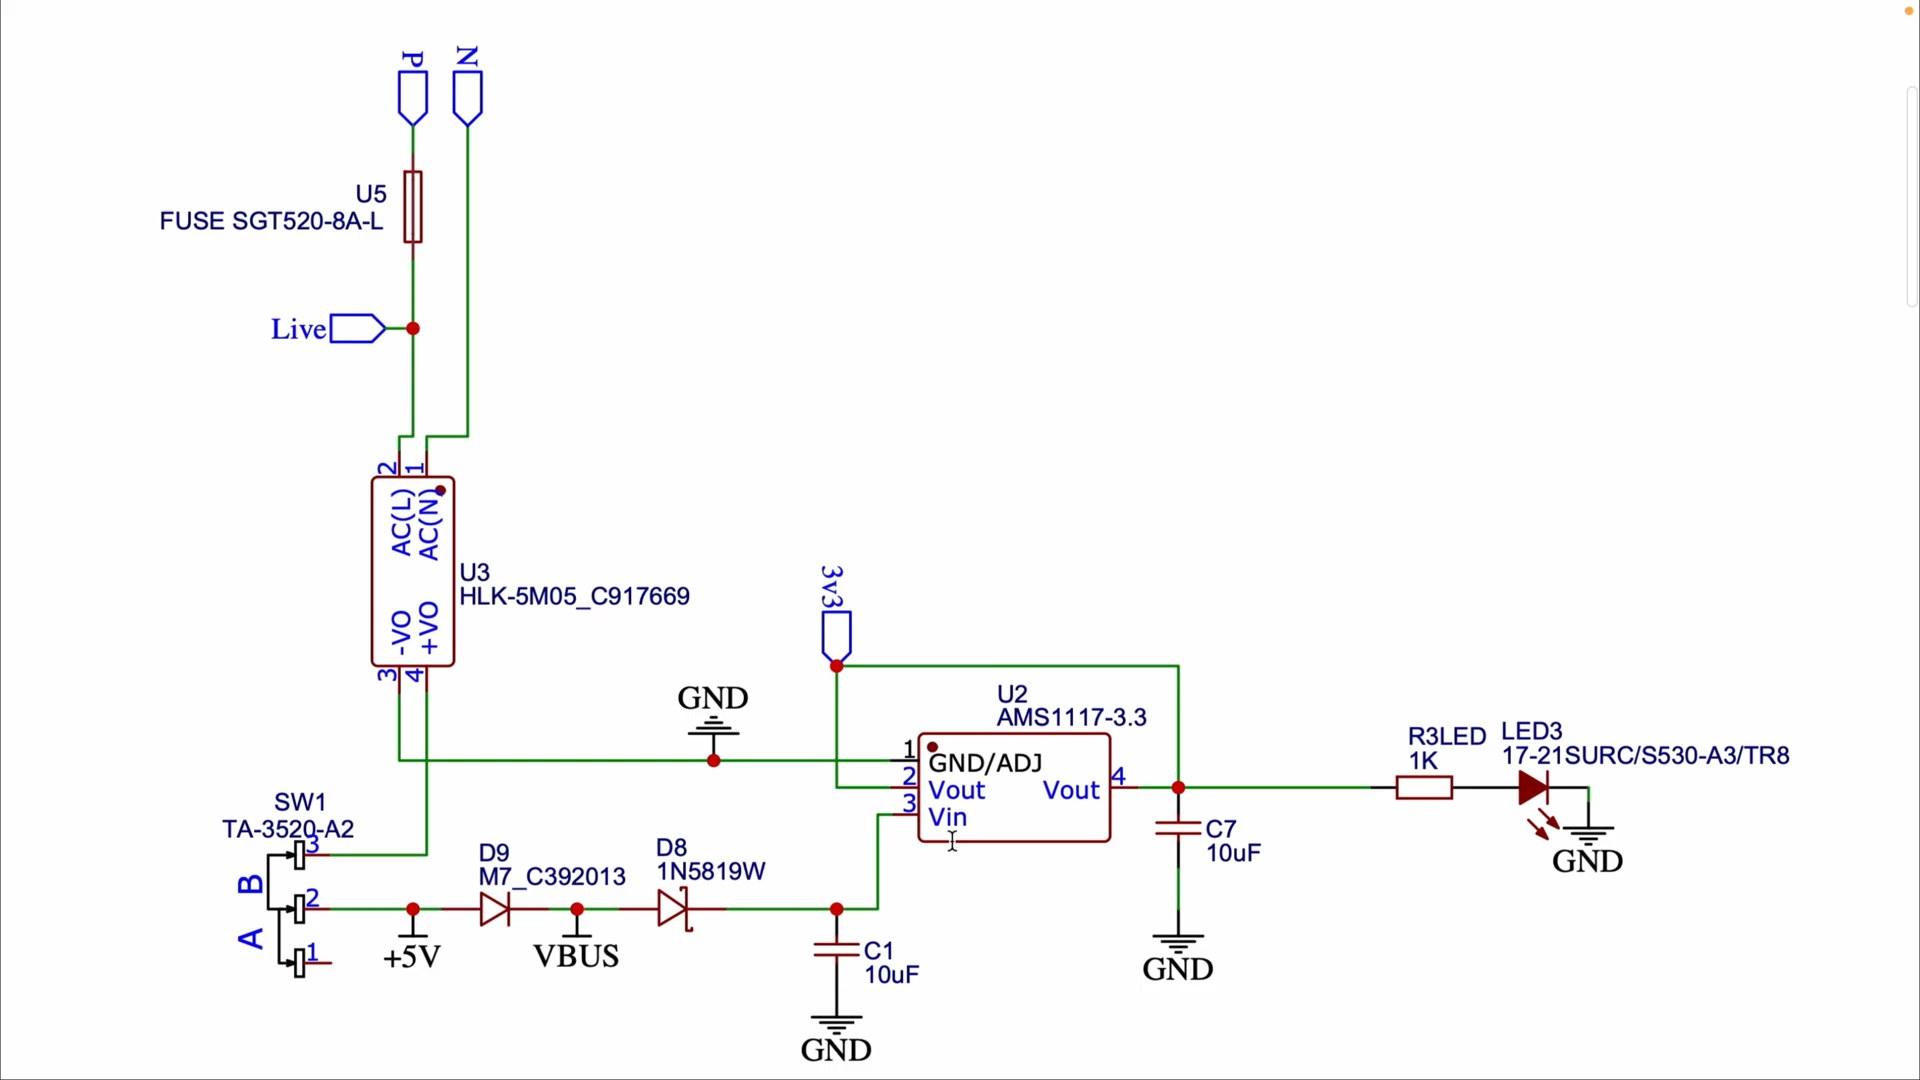 P
N
U5
FUSE SGT520-8A-L
Live
2
1
AC(L)
AC(N)
-VO
+VO
3
4
U3
HLK-5M05_C917669
3v3
GND
U2
AMS1117-3.3
1
GND/ADJ
2
Vout
Vout
4
3
Vin
R3LED
1K
LED3
17-21SURC/S530-A3/TR8
GND
C7
10uF
GND
SW1
TA-3520-A2
3
B
2
A
1
+5V
D9
M7_C392013
VBUS
D8
1N5819W
C1
10uF
GND